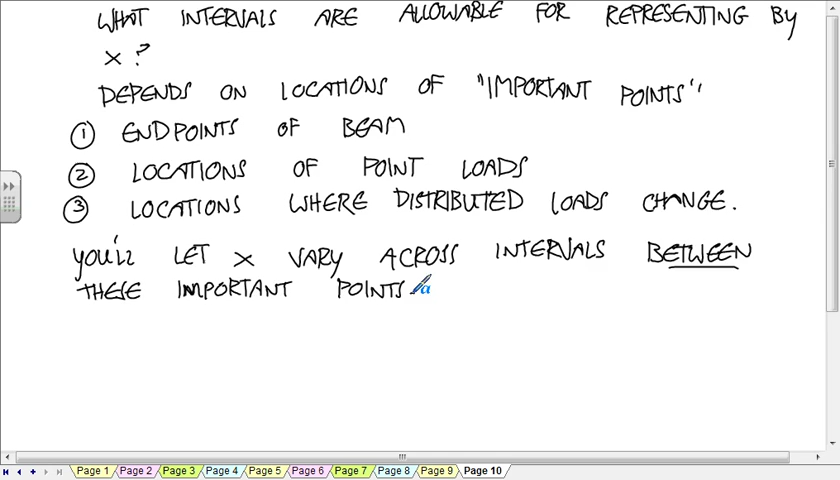 WHAT INTERVALS ARE ALLOWABLE FOR REPRESENTING BY
X ?
DEPENDS ON LOCATIONS OF "IMPORTANT POINTS"
① ENDPOINTS OF BEAM
② LOCATIONS OF POINT LOADS
③ LOCATIONS WHERE DISTRIBUTED LOADS CHANGE.
YOU'LL LET X VARY ACROSS INTERVALS BETWEEN
THESE IMPORTANT POINTS.
Page 1 Page 2 Page 3 Page 4 Page 5 Page 6 Page 7 Page 8 Page 9 Page 10